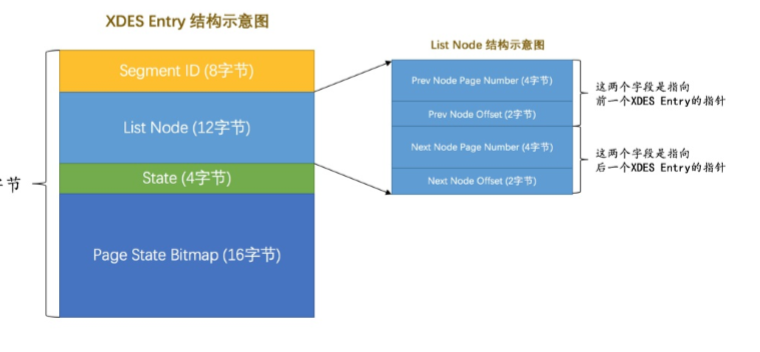 XDES Entry 结构示意图
Segment ID (8字节)
List Node (12字节)
State (4字节)
Page State Bitmap (16字节)
字节
List Node 结构示意图
Prev Node Page Number (4字节)
Prev Node Offset (2字节)
Next Node Page Number (4字节)
Next Node Offset (2字节)
这两个字段是指向
前一个XDES Entry的指针
这两个字段是指向
后一个XDES Entry的指针